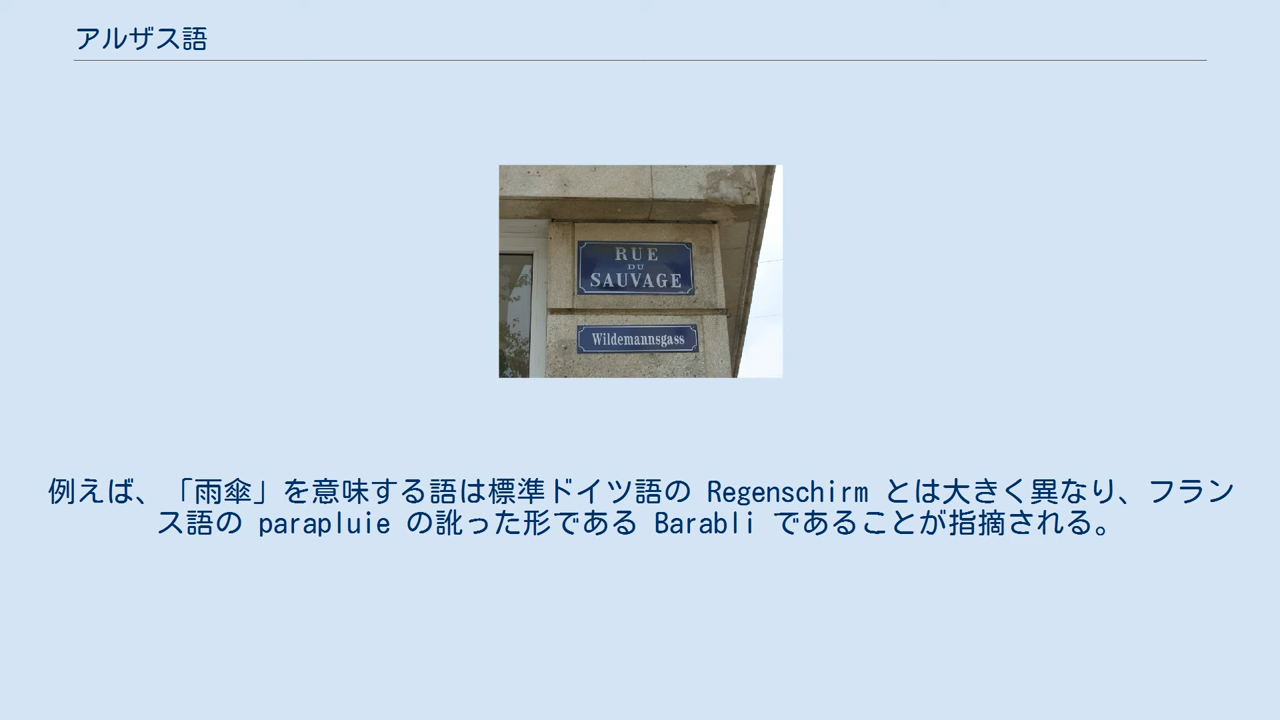 アルザス語
RUE
DU
SAUVAGE
Wildemannsgass
例えば、「雨傘」を意味する語は標準ドイツ語の Regenschirm とは大きく異なり、フラン
ス語の parapluie の訛った形である Barabli であることが指摘される。